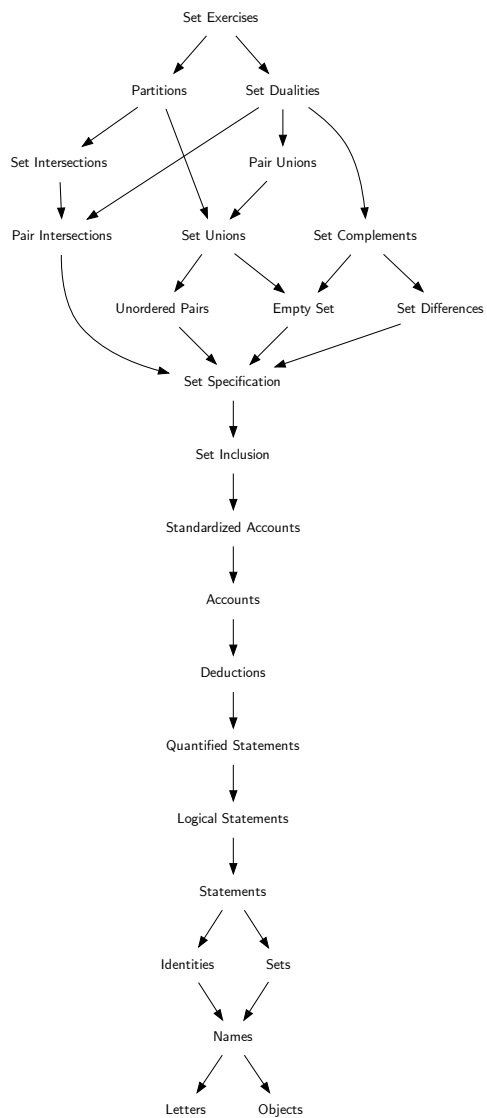 Set Exercises
Partitions
Set Dualities
Set Intersections
Pair Unions
Pair Intersections
Set Unions
Set Complements
Unordered Pairs
Empty Set
Set Differences
Set Specification
Set Inclusion
Standardized Accounts
Accounts
Deductions
Quantified Statements
Logical Statements
Statements
Identities
Sets
Names
Letters
Objects